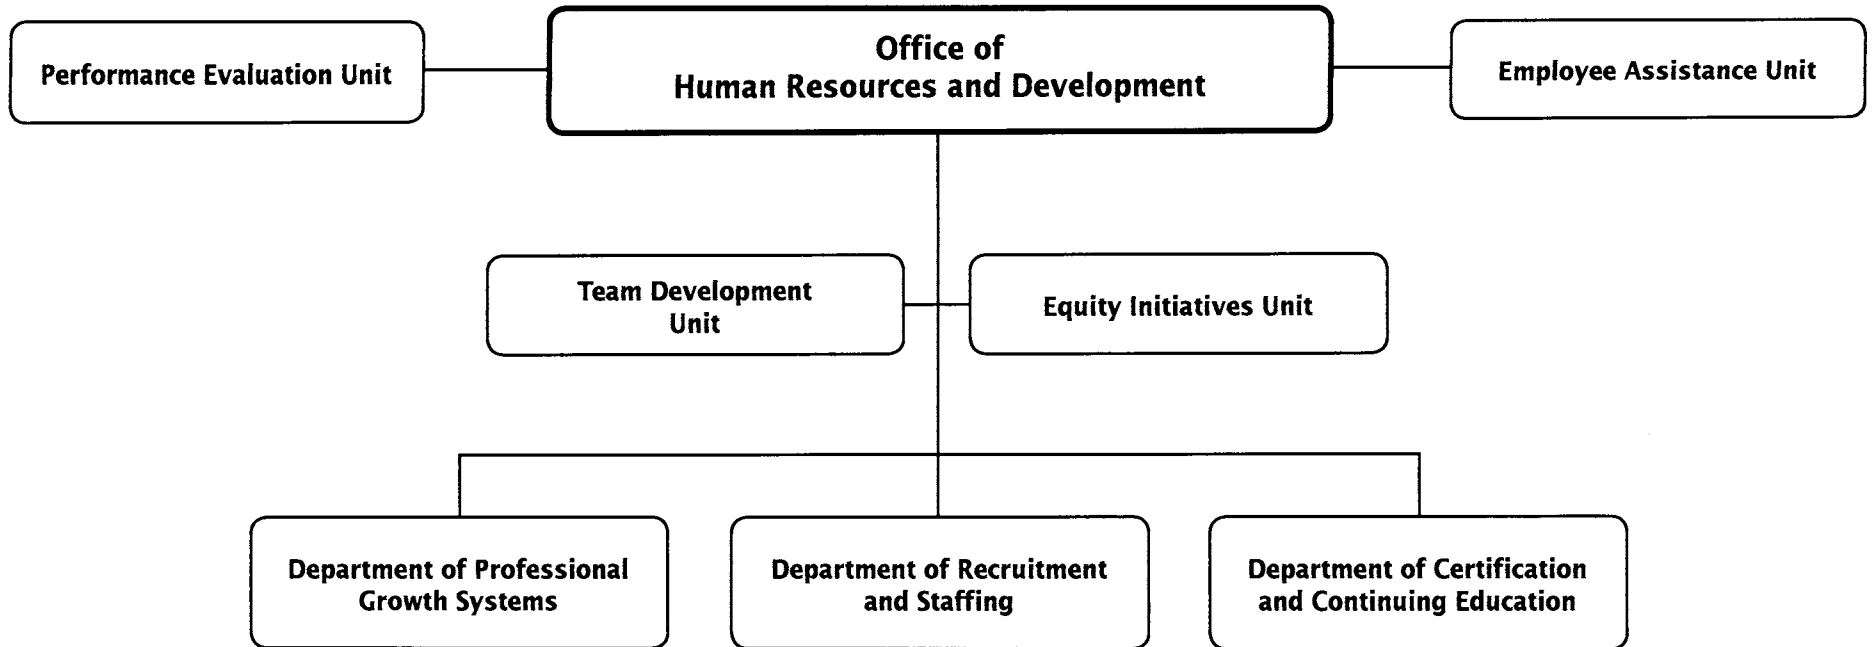 Office of
Human Resources and Development
Performance Evaluation Unit
Employee Assistance Unit
Team Development
Unit
Equity Initiatives Unit
Department of Professional
Growth Systems
Department of Recruitment
and Staffing
Department of Certification
and Continuing Education